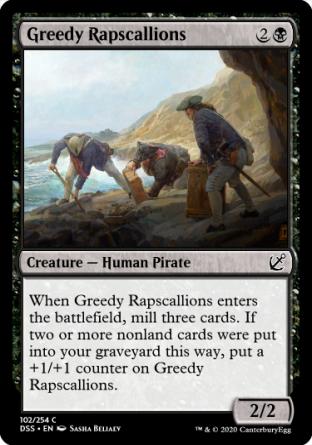 Greedy Rapscallions 2
Creature — Human Pirate
When Greedy Rapscallions enters
the battlefield, mill three cards. If
two or more nonland cards were put
into your graveyard this way, put a
+1/+1 counter on Greedy
Rapscallions.
2/2
102/254 C
DSS • EN Sasha Beliaev
™ & © 2020 CanterburyEgg